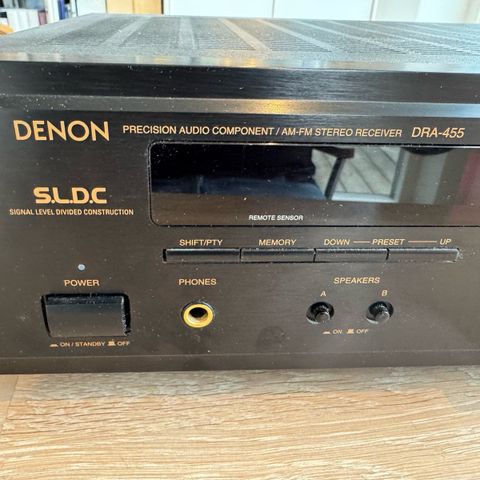 DENON PRECISION AUDIO COMPONENT / AM-FM STEREO RECEIVER DRA-455
S.L.D.C
SIGNAL LEVEL DIVIDED CONSTRUCTION
REMOTE SENSOR
SHIFT/PTY MEMORY DOWN PRESET UP
POWER PHONES SPEAKERS
A B
ON / STANDBY OFF
ON OFF